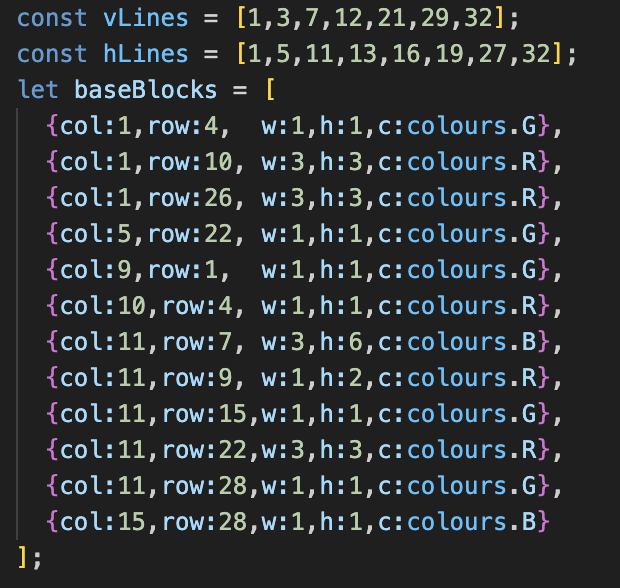 const vLines = [1,3,7,12,21,29,32];
const hLines = [1,5,11,13,16,19,27,32];
let baseBlocks = [
  {col:1,row:4,  w:1,h:1,c:colours.G},
  {col:1,row:10, w:3,h:3,c:colours.R},
  {col:1,row:26, w:3,h:3,c:colours.R},
  {col:5,row:22, w:1,h:1,c:colours.G},
  {col:9,row:1,  w:1,h:1,c:colours.G},
  {col:10,row:4, w:1,h:1,c:colours.R},
  {col:11,row:7, w:3,h:6,c:colours.B},
  {col:11,row:9, w:1,h:2,c:colours.R},
  {col:11,row:15,w:1,h:1,c:colours.G},
  {col:11,row:22,w:3,h:3,c:colours.R},
  {col:11,row:28,w:1,h:1,c:colours.G},
  {col:15,row:28,w:1,h:1,c:colours.B}
];